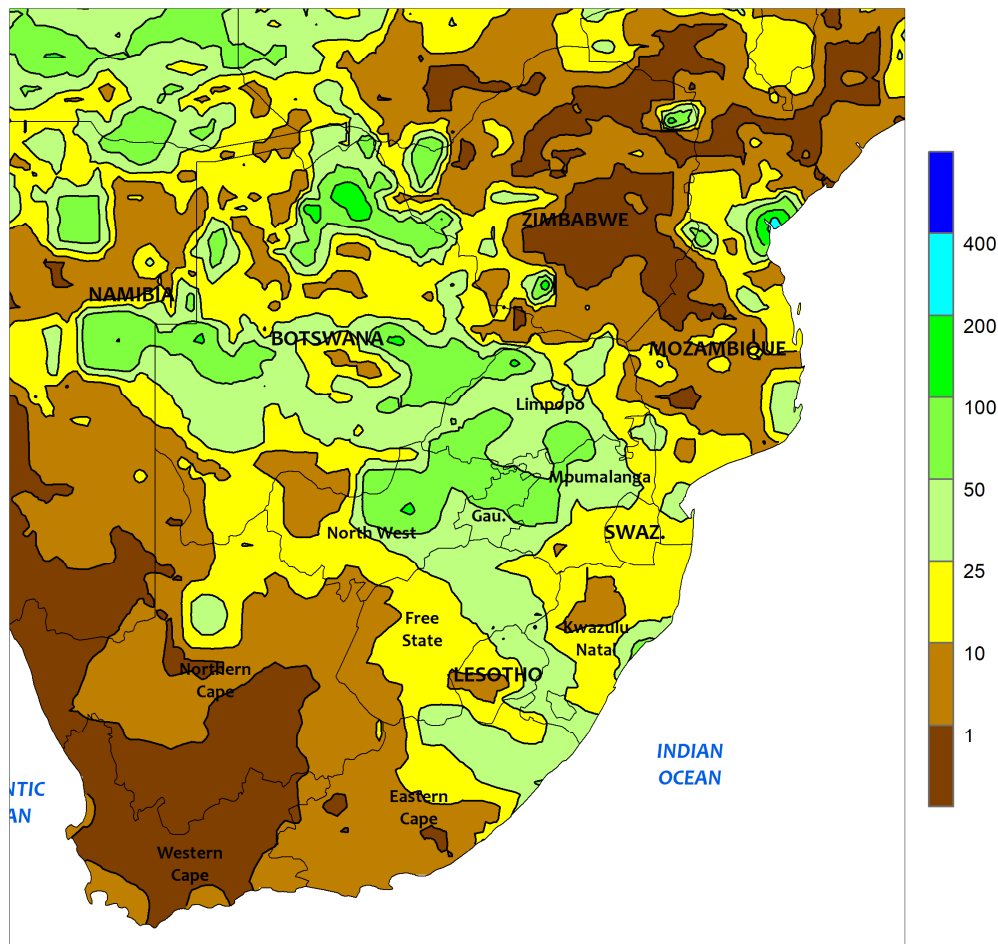 ZIMBABWE
400
NAMIBIA
200
BOTSWANA
MOZAMBIQUE
100
Limpopo
Mpumalanga
50
Gau.
North West
SWAZ.
25
Free
State
Kwazulu
Natal
10
Northern
Cape
LESOTHO
1
INDIAN
OCEAN
NTIC
AN
Eastern
Cape
Western
Cape